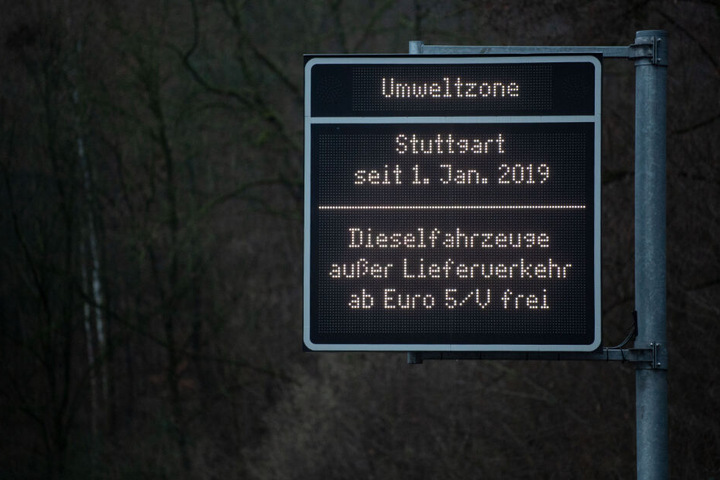 Umweltzone
Stuttgart
seit 1. Jan. 2019
Dieselfahrzeuge
außer Lieferverkehr
ab Euro 5/V frei